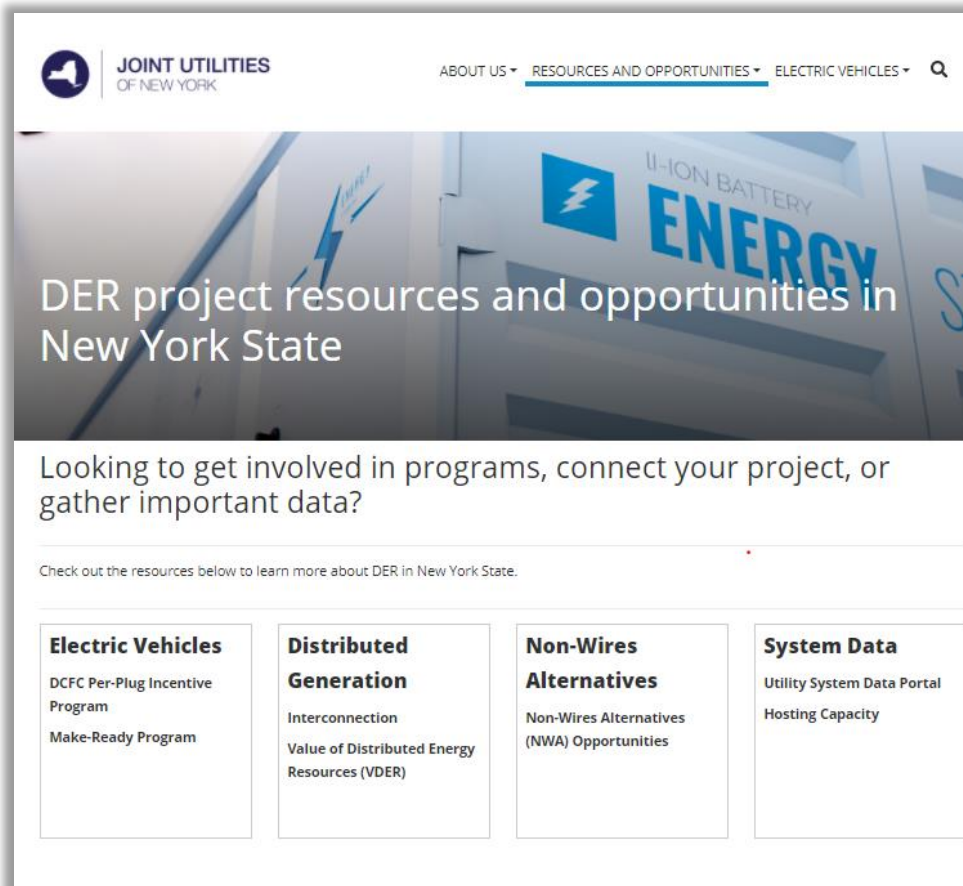 JOINT UTILITIES
OF NEW YORK
ABOUT US RESOURCES AND OPPORTUNITIES ELECTRIC VEHICLES
ENERGY
LI-ION BATTERY
ENERGY
DER project resources and opportunities in
New York State
Looking to get involved in programs, connect your project, or
gather important data?
Check out the resources below to learn more about DER in New York State.
Electric Vehicles
DCFC Per-Plug Incentive
Program
Make-Ready Program
Distributed
Generation
Interconnection
Value of Distributed Energy
Resources (VDER)
Non-Wires
Alternatives
Non-Wires Alternatives
(NWA) Opportunities
System Data
Utility System Data Portal
Hosting Capacity